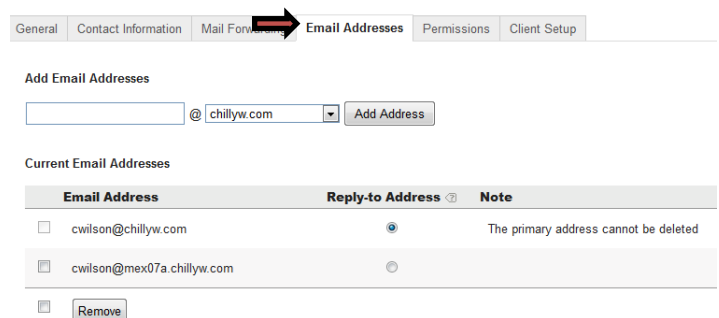 General Contact Information Mail Forwarding Email Addresses Permissions Client Setup
Add Email Addresses
@ chillyw.com Add Address
Current Email Addresses
Email Address Reply-to Address ? Note
cwilson@chillyw.com The primary address cannot be deleted
cwilson@mex07a.chillyw.com
Remove